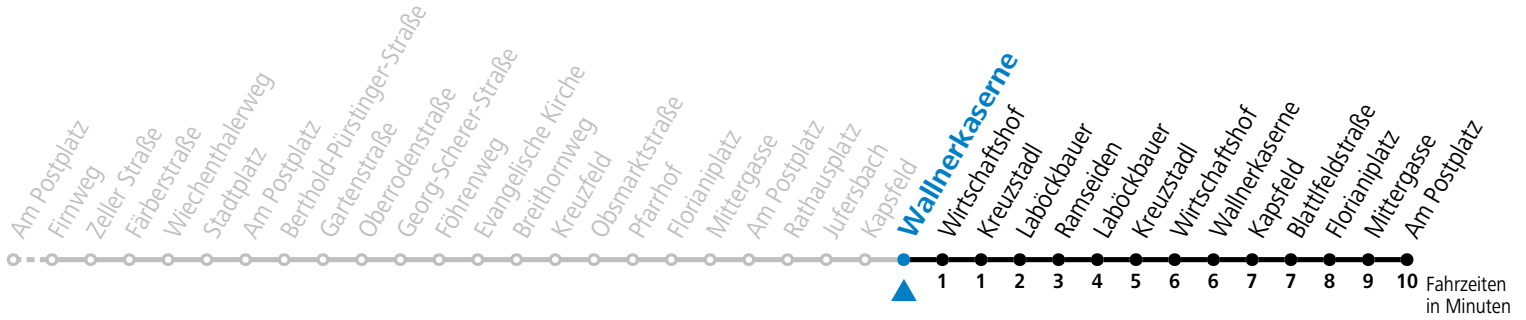 Am Postplatz
Firnweg
Zeller Straße
Färberstraße
Wiechenthalerweg
Stadtplatz
Am Postplatz
Berthold-Pürstinger-Straße
Gartenstraße
Oberrodenstraße
Georg-Scherer-Straße
Föhrenweg
Evangelische Kirche
Breithornweg
Kreuzfeld
Obsmarktstraße
Pfarrhof
Florianiplatz
Mittergasse
Am Postplatz
Rathausplatz
Jufersbach
Kapsfeld
Wallnerkaserne
Wirtschaftshof
Kreuzstadl
Laböckbauer
Ramseiden
Laböckbauer
Kreuzstadl
Wirtschaftshof
Wallnerkaserne
Kapsfeld
Blattlfeldstraße
Florianiplatz
Mittergasse
Am Postplatz
1 1 2 3 4 5 6 6 7 7 8 9 10 Fahrzeiten
in Minuten